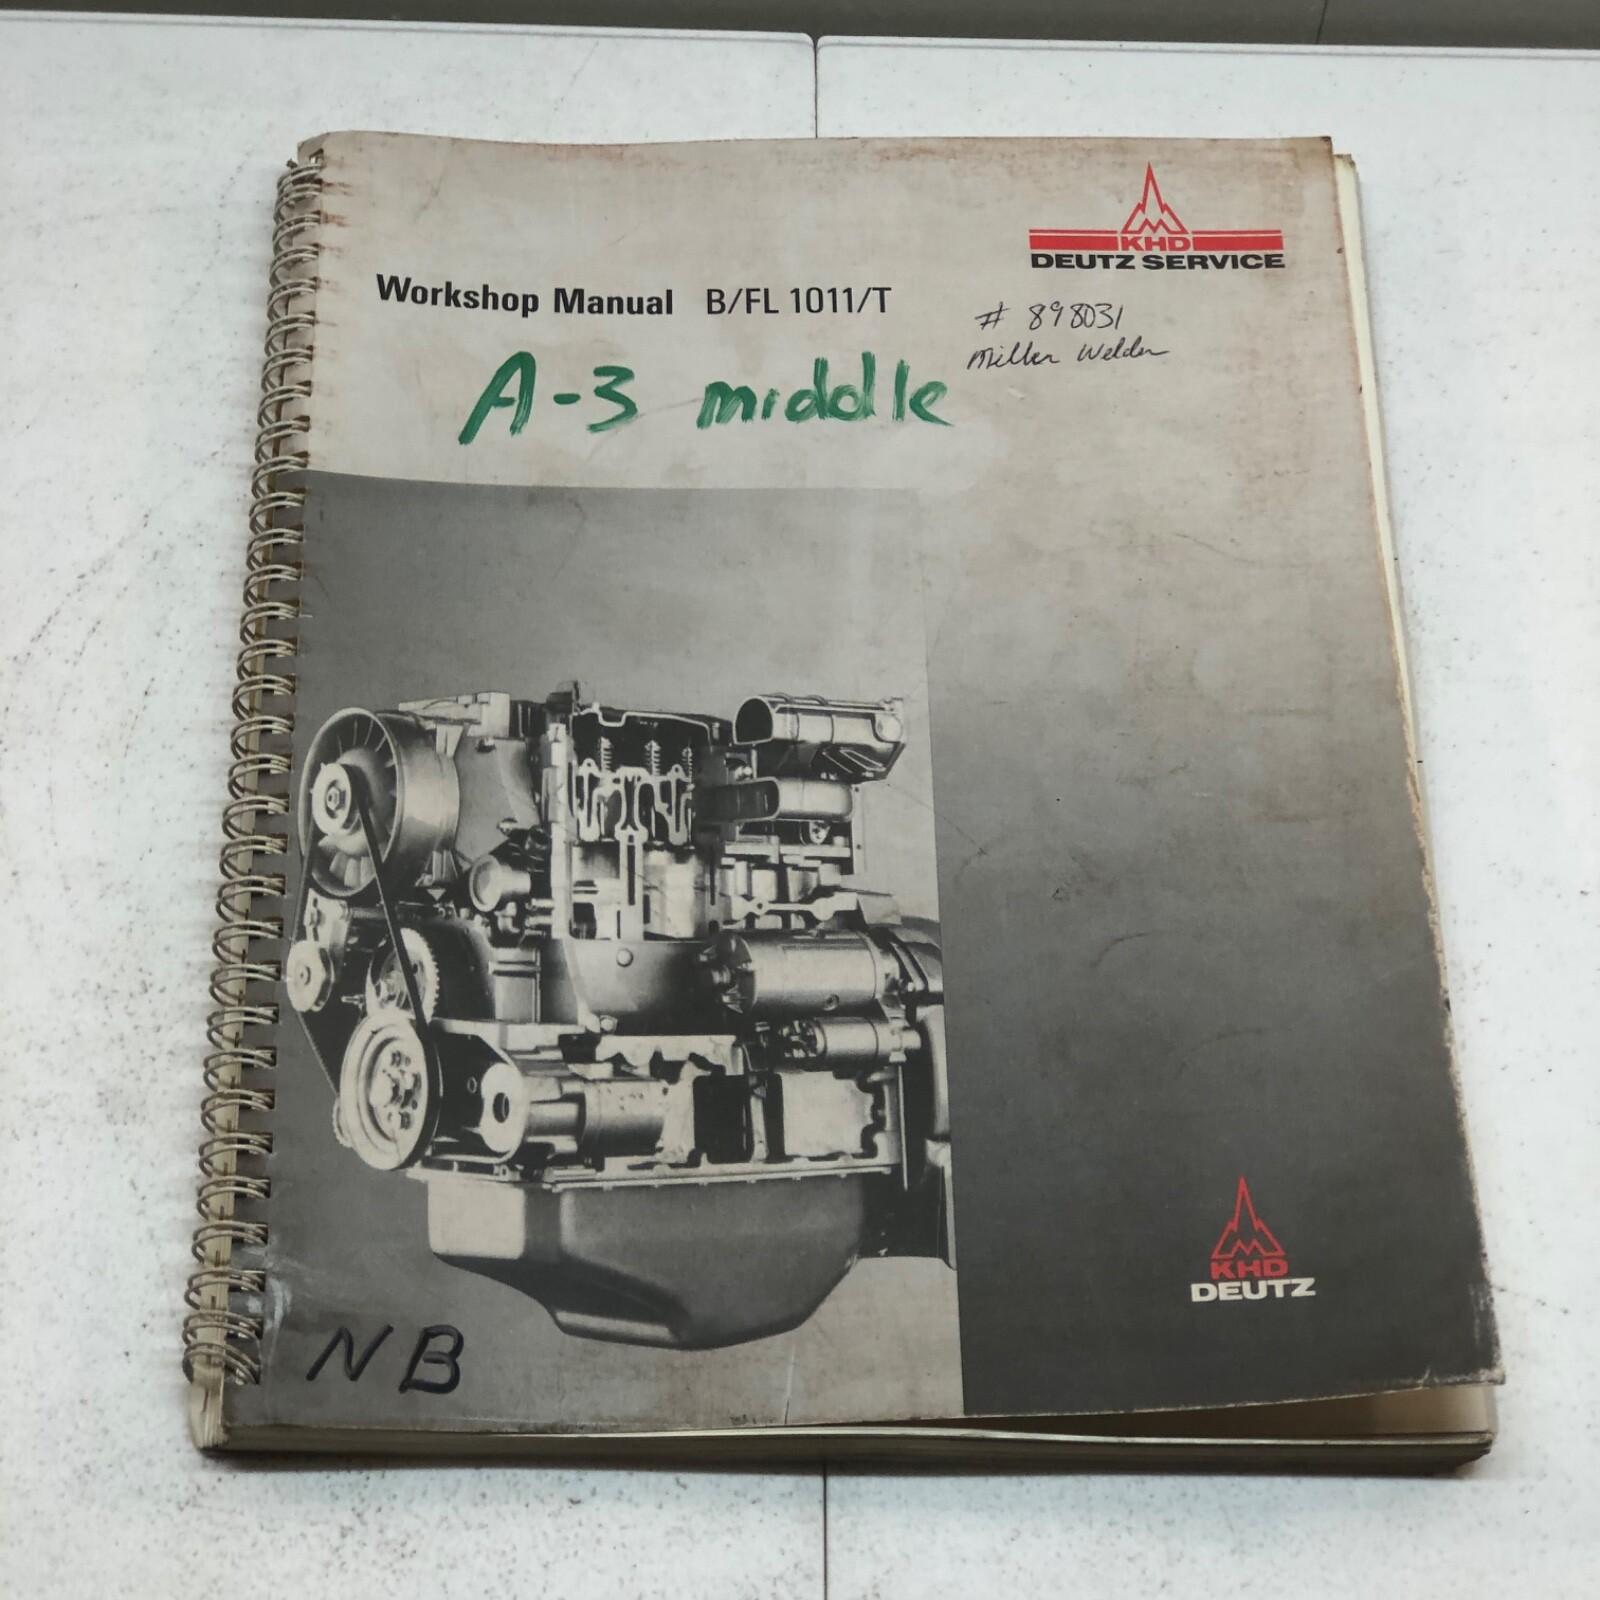 KHD
DEUTZ SERVICE
Workshop Manual B/FL 1011/T
# 898031
Miller Welder
A-3 middle
KHD
DEUTZ
NB